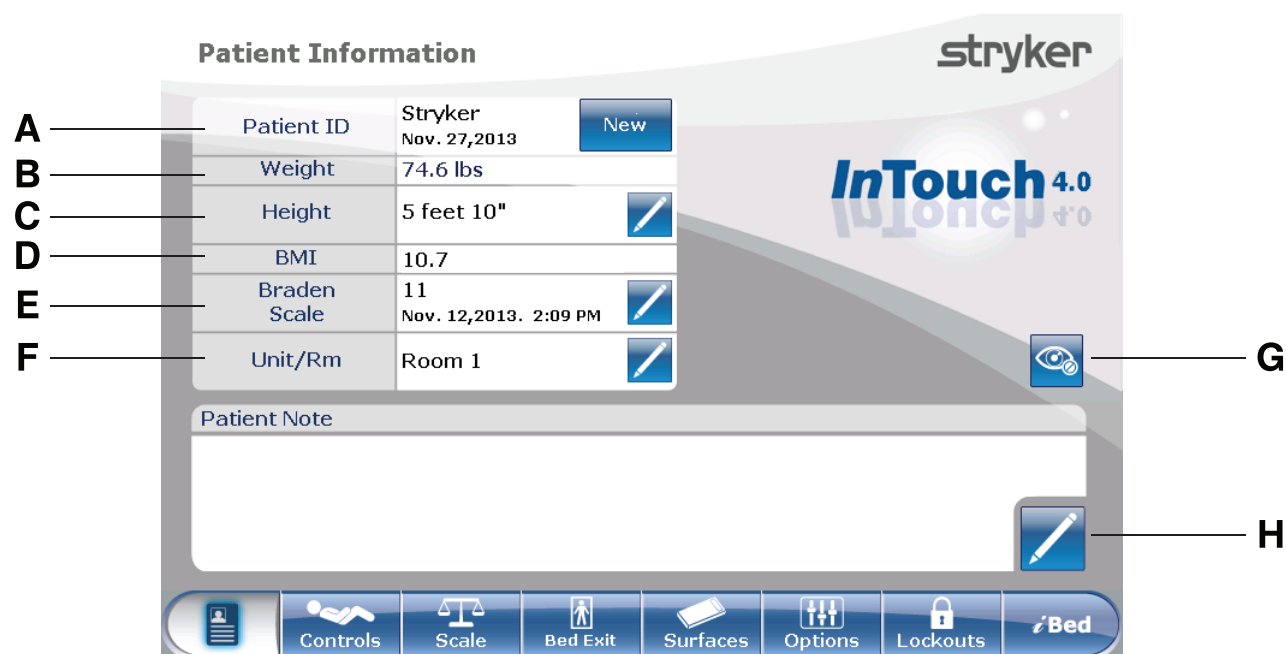 Patient Information
stryker
A
Patient ID
Stryker
Nov. 27,2013
New
B
Weight
74.6 lbs
InTouch 4.0
C
Height
5 feet 10"
D
BMI
10.7
E
Braden
Scale
11
Nov. 12,2013. 2:09 PM
F
Unit/Rm
Room 1
G
Patient Note
H
Controls
Scale
Bed Exit
Surfaces
Options
Lockouts
iBed